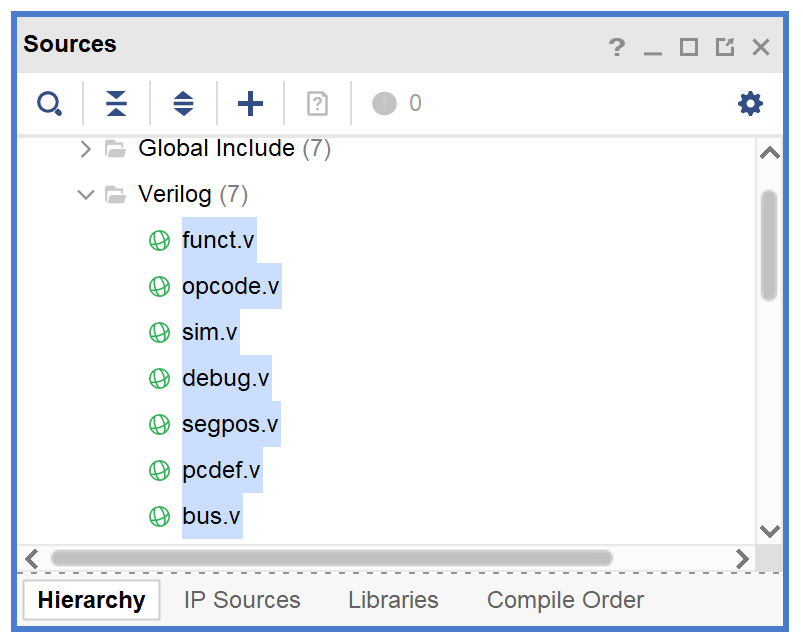 Sources
0
Global Include (7)
Verilog (7)
funct.v
opcode.v
sim.v
debug.v
segpos.v
pcdef.v
bus.v
Hierarchy IP Sources Libraries Compile Order